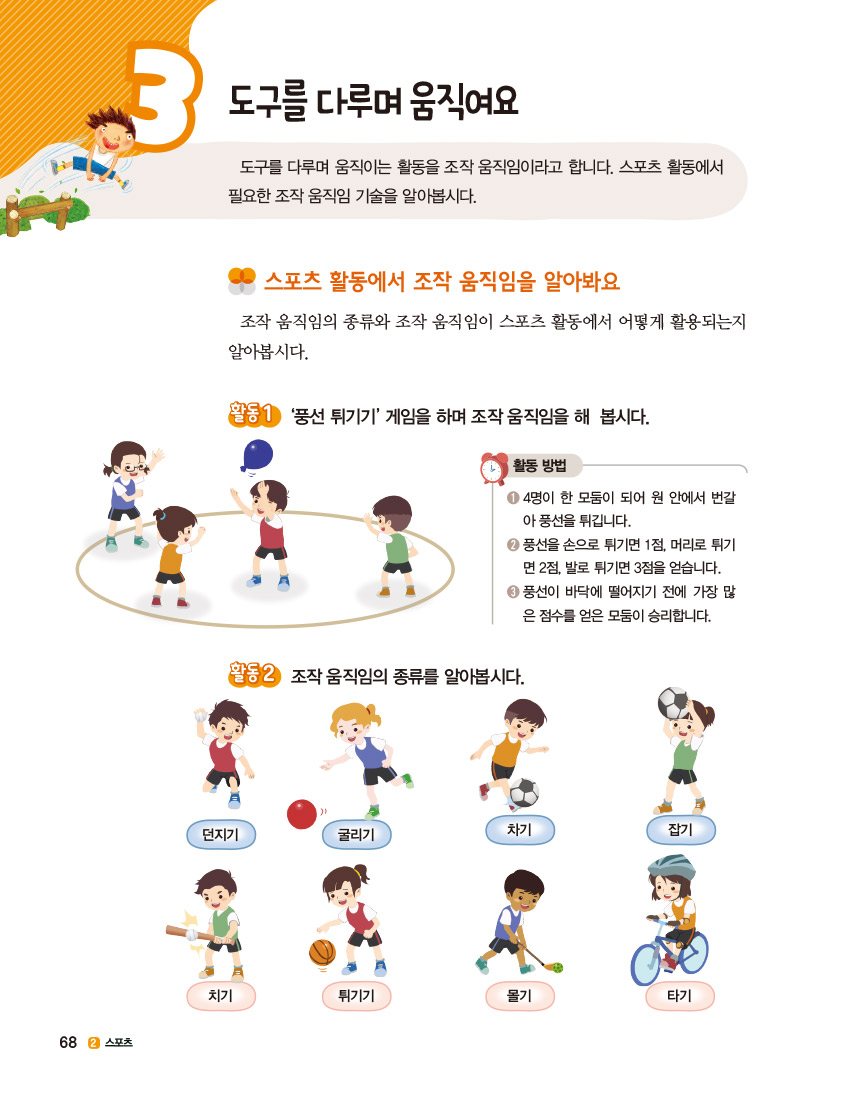 3
도구를 다루며 움직여요
도구를 다루며 움직이는 활동을 조작 움직임이라고 합니다. 스포츠 활동에서
필요한 조작 움직임 기술을 알아봅시다.
스포츠 활동에서 조작 움직임을 알아봐요
조작 움직임의 종류와 조작 움직임이 스포츠 활동에서 어떻게 활용되는지
알아봅시다.
활동1 ‘풍선 튀기기’ 게임을 하며 조작 움직임을 해 봅시다.
활동 방법
1 4명이 한 모둠이 되어 원 안에서 번갈
아 풍선을 튀깁니다.
2 풍선을 손으로 튀기면 1점, 머리로 튀기
면 2점, 발로 튀기면 3점을 얻습니다.
3 풍선이 바닥에 떨어지기 전에 가장 많
은 점수를 얻은 모둠이 승리합니다.
활동2 조작 움직임의 종류를 알아봅시다.
던지기 굴리기 차기 잡기
치기 튀기기 몰기 타기
68 2 스포츠